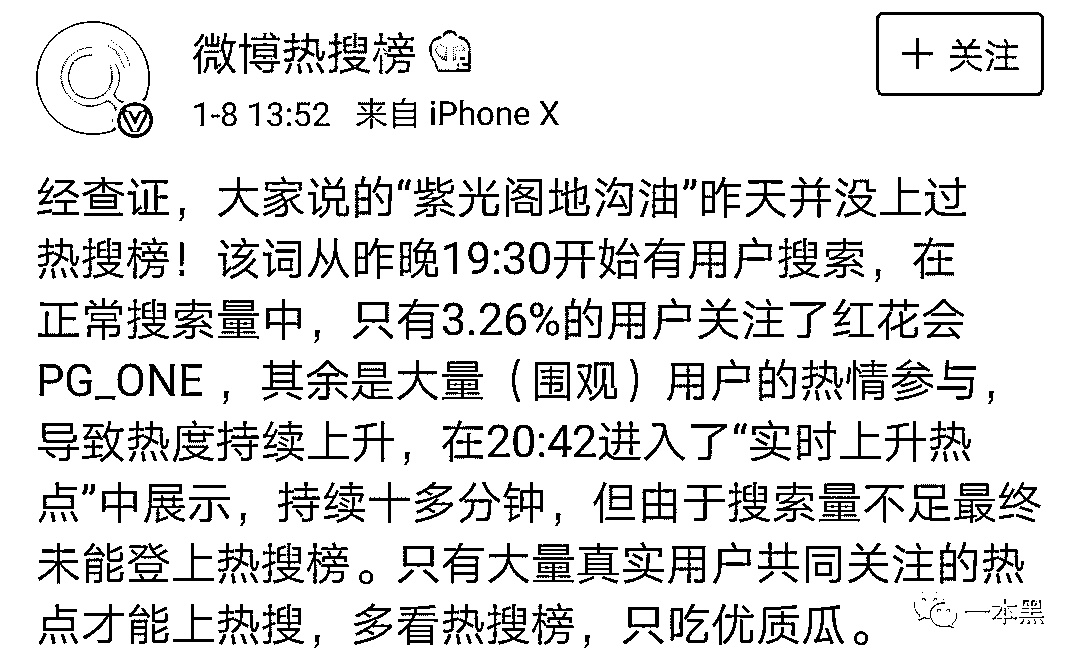 微博热搜榜
+ 关注
1-8 13:52 来自 iPhone X
经查证，大家说的“紫光阁地沟油”昨天并没上过
热搜榜！该词从昨晚19:30开始有用户搜索，在
正常搜索量中，只有3.26%的用户关注了红花会
PG_ONE，其余是大量（围观）用户的热情参与，
导致热度持续上升，在20:42进入了“实时上升热
点”中展示，持续十多分钟，但由于搜索量不足最终
未能登上热搜榜。只有大量真实用户共同关注的热
点才能上热搜，多看热搜榜，只吃优质瓜。
一本黑